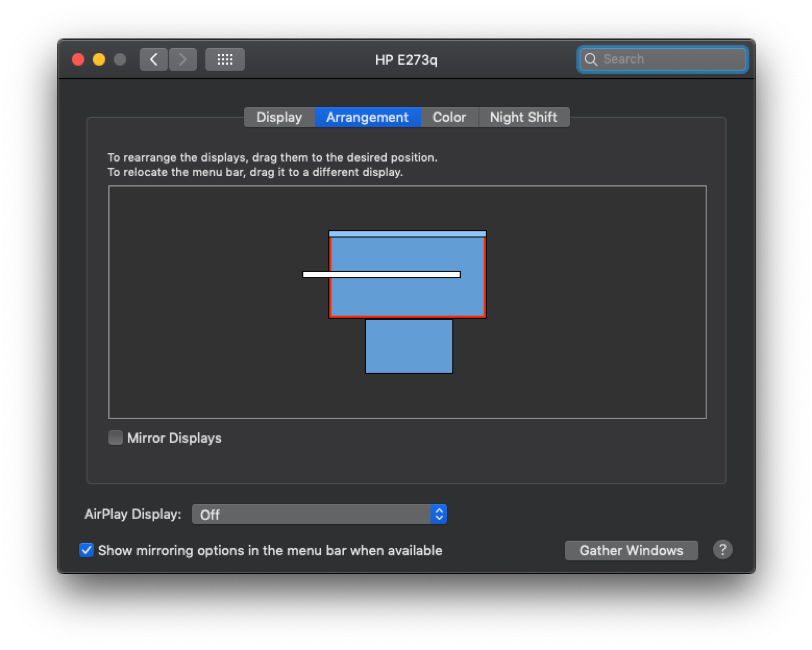 HP E273q
Search
Display Arrangement Color Night Shift
To rearrange the displays, drag them to the desired position.
To relocate the menu bar, drag it to a different display.
Mirror Displays
AirPlay Display: Off
Show mirroring options in the menu bar when available
Gather Windows ?